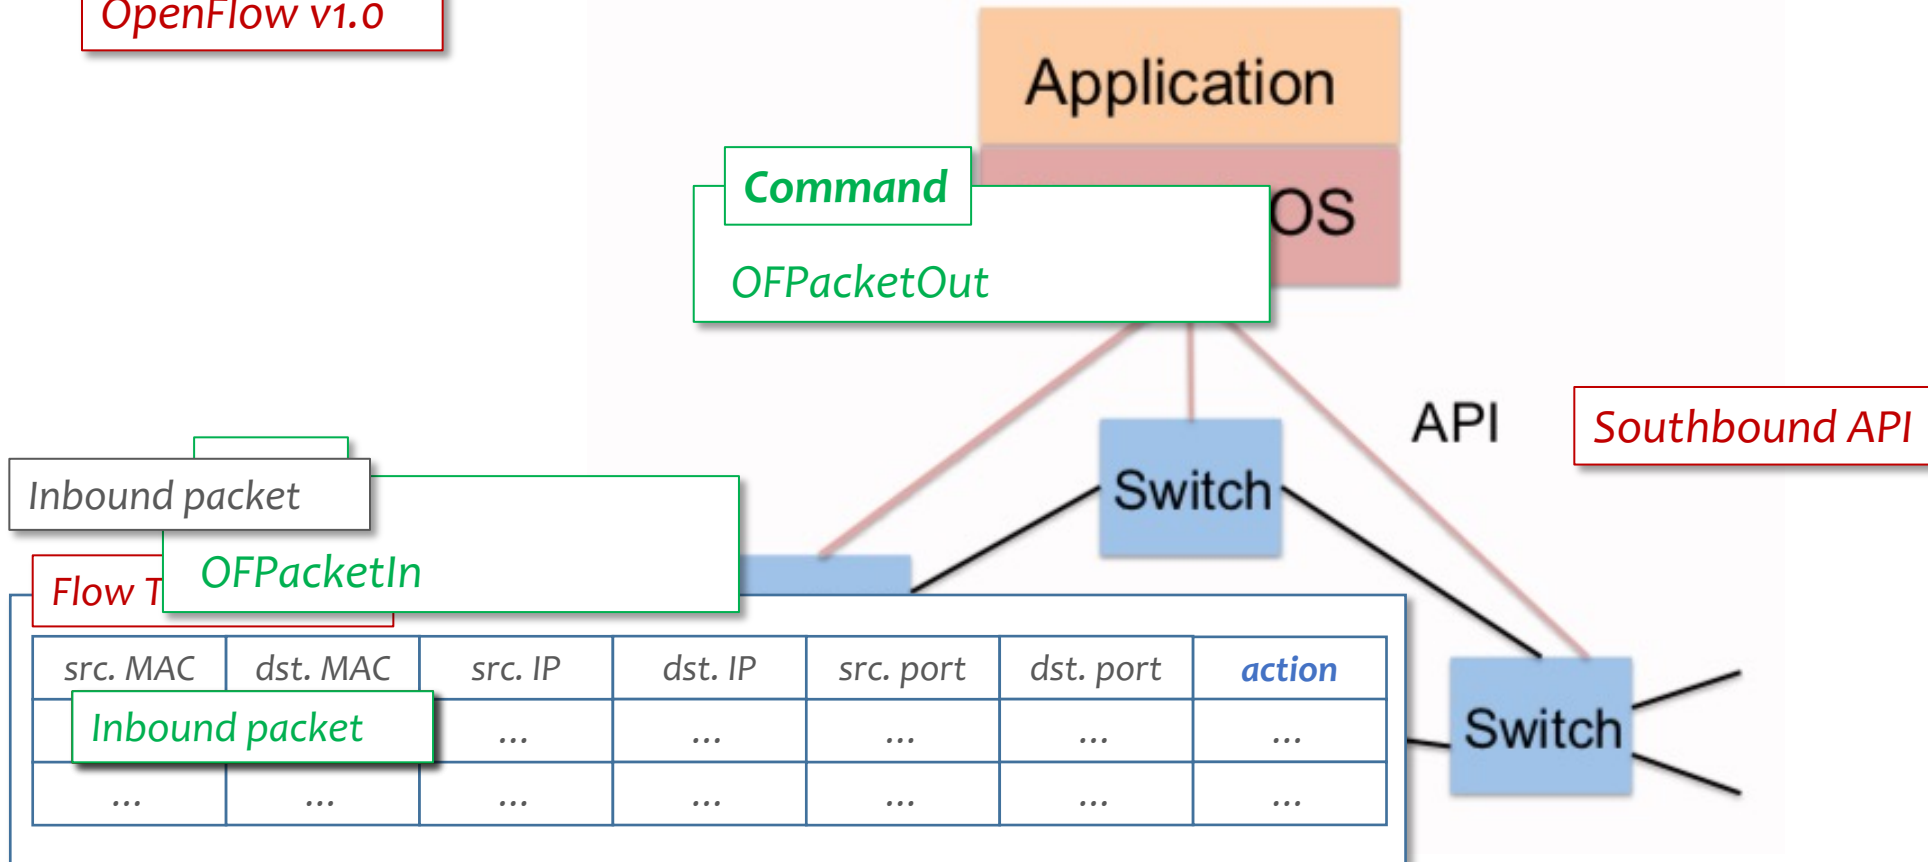 OpenFlow v1.0
Application
Command
OS
OFPacketOut
API
Southbound API
Switch
Inbound packet
OFPacketIn
Flow T
src. MAC dst. MAC src. IP dst. IP src. port dst. port action
Inbound packet ... ... ... ... ...
... ... ... ... ... ... ...
Switch